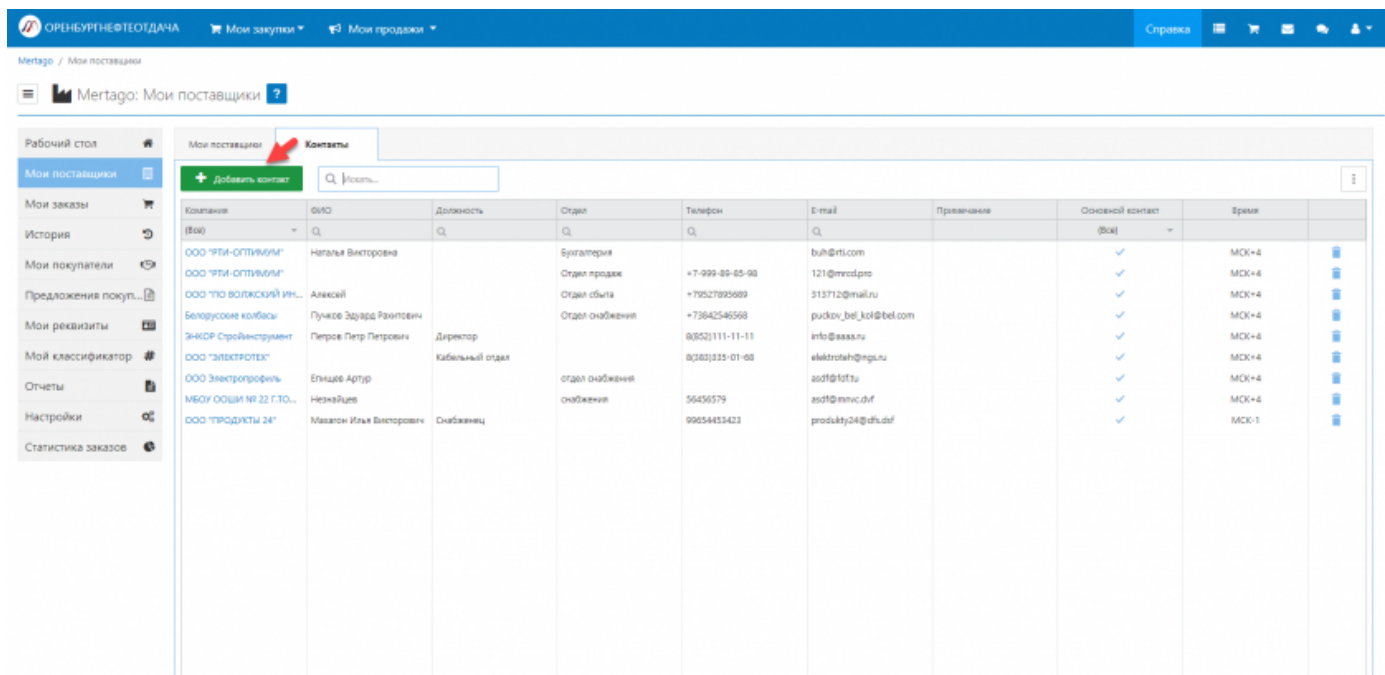 ОРЕНБУРГНЕФТЕОТДАЧА Мои закупки Мои продажи Справка
Mertago / Мои поставщики
Mertago: Мои поставщики ?
Рабочий стол
Мои поставщики
Мои заказы
История
Мои покупатели
Предложения покуп...
Мои реквизиты
Мой классификатор
Отчеты
Настройки
Статистика заказов
Мои поставщики Контакты
Добавить контакт Искать...
Компания ФИО Должность Отдел Телефон E-mail Примечание Основной контакт Время
(Все) (Все)
ООО "РТИ-ОПТИМУМ" Наталья Викторовна Бухгалтерия buh@rti.com МСК+4
ООО "РТИ-ОПТИМУМ" Отдел продаж +7-999-89-85-98 121@mrcd.pro МСК+4
ООО "ПО ВОЛЖСКИЙ ИН... Алексей Отдел сбыта +79527895689 313712@mail.ru МСК+4
Белорусские колбасы Пучков Эдуард Рахитович Отдел снабжения +73842546568 puckov_bel_kol@bel.com МСК+4
ЭНКОР Стройинструмент Петров Петр Петрович Директор 8(852)111-11-11 info@aaaa.ru МСК+4
ООО "ЭЛЕКТРОТЕХ" Кабельный отдел 8(383)335-01-68 elektroteh@ngs.ru МСК+4
ООО Электропрофиль Епишев Артур отдел снабжения asdf@fdf.tu МСК+4
МБОУ ООШИ № 22 Г.ТО... Незнайцев снабжения 56456579 asdf@mnvc.dvf МСК+4
ООО "ПРОДУКТЫ 24" Макагон Илья Викторович Снабженец 99654453423 produkty24@dfs.dsf МСК-1